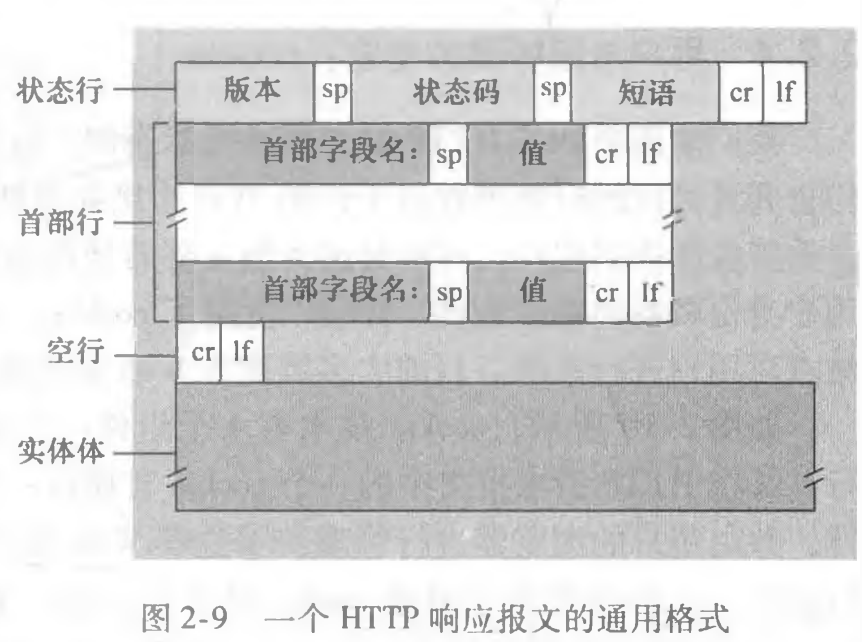 状态行 版本 sp 状态码 sp 短语 cr lf
首部字段名: sp 值 cr lf
首部行
首部字段名: sp 值 cr lf
空行 cr lf
实体体
图 2-9 一个 HTTP 响应报文的通用格式